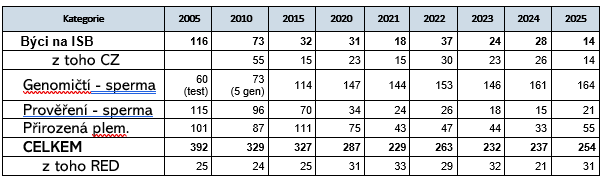 Kategorie 2005 2010 2015 2020 2021 2022 2023 2024 2025
Býci na ISB 116 73 32 31 18 37 24 28 14
z toho CZ 55 15 23 15 30 23 26 14
Genomičtí - sperma 60 (test) 73 (5 gen) 114 147 144 153 146 161 164
Prověření - sperma 115 96 70 34 24 26 18 15 21
Přirozená plem. 101 87 111 75 43 47 44 33 55
CELKEM 392 329 327 287 229 263 232 237 254
z toho RED 25 24 25 31 33 29 32 21 31